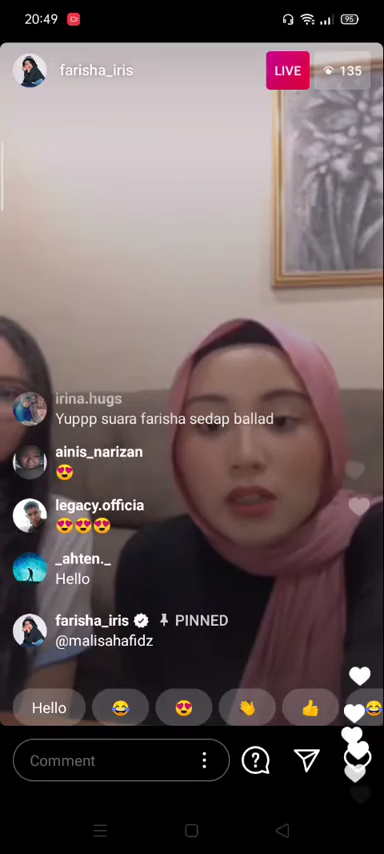 20:49
95
farisha_iris
LIVE
135
irina.hugs
Yuppp suara farisha sedap ballad
ainis_narizan
😍
legacy.officia
😍😍😍
_ahten._
Hello
farisha_iris PINNED
@malisahafidz
Hello 😂 😍 👏 👍 😂
Comment